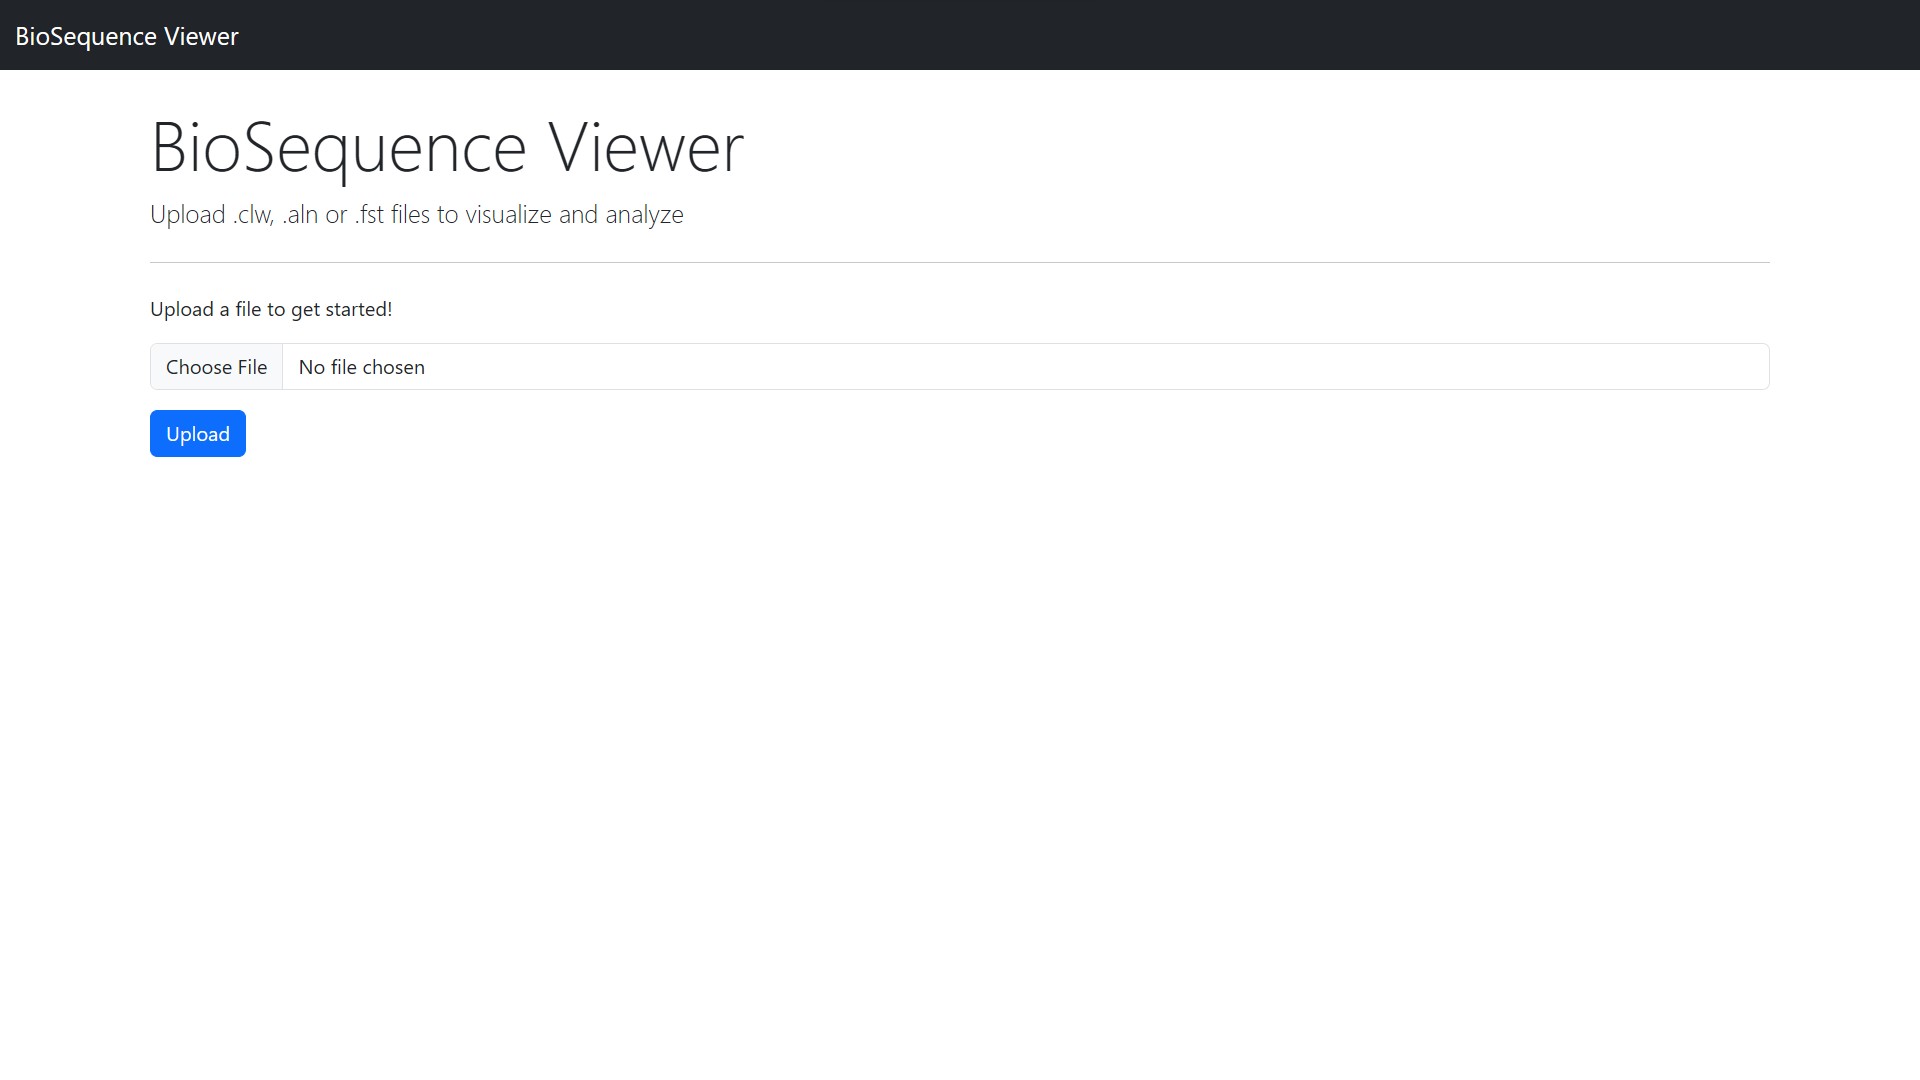 BioSequence Viewer
BioSequence Viewer
Upload .clw, .aln or .fst files to visualize and analyze
Upload a file to get started!
Choose File No file chosen
Upload